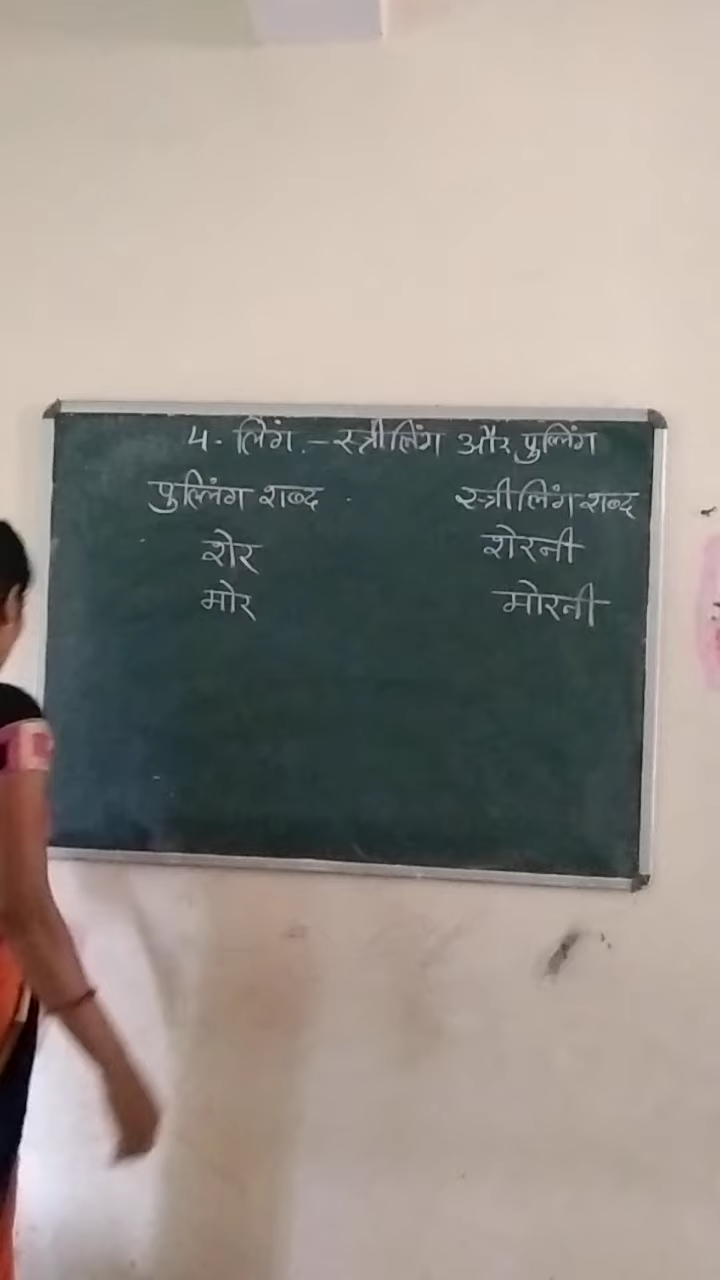 4. लिंग. - स्त्रीलिंग और पुल्लिंग
पुल्लिंग शब्द स्त्रीलिंग शब्द
शेर शेरनी
मोर मोरनी